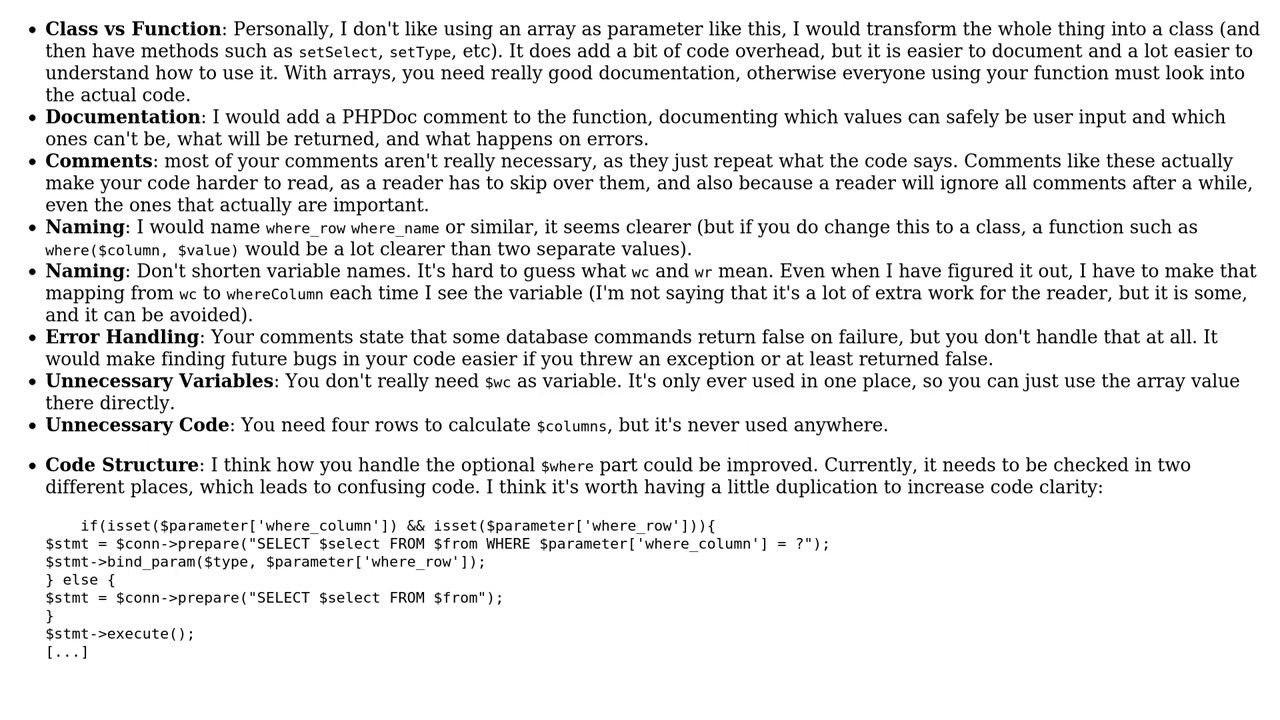 • Class vs Function: Personally, I don't like using an array as parameter like this, I would transform the whole thing into a class (and
then have methods such as setSelect, setType, etc). It does add a bit of code overhead, but it is easier to document and a lot easier to
understand how to use it. With arrays, you need really good documentation, otherwise everyone using your function must look into
the actual code.
• Documentation: I would add a PHPDoc comment to the function, documenting which values can safely be user input and which
ones can't be, what will be returned, and what happens on errors.
• Comments: most of your comments aren't really necessary, as they just repeat what the code says. Comments like these actually
make your code harder to read, as a reader has to skip over them, and also because a reader will ignore all comments after a while,
even the ones that actually are important.
• Naming: I would name where_row where_name or similar, it seems clearer (but if you do change this to a class, a function such as
where($column, $value) would be a lot clearer than two separate values).
• Naming: Don't shorten variable names. It's hard to guess what wc and wr mean. Even when I have figured it out, I have to make that
mapping from wc to whereColumn each time I see the variable (I'm not saying that it's a lot of extra work for the reader, but it is some,
and it can be avoided).
• Error Handling: Your comments state that some database commands return false on failure, but you don't handle that at all. It
would make finding future bugs in your code easier if you threw an exception or at least returned false.
• Unnecessary Variables: You don't really need $wc as variable. It's only ever used in one place, so you can just use the array value
there directly.
• Unnecessary Code: You need four rows to calculate $columns, but it's never used anywhere.
• Code Structure: I think how you handle the optional $where part could be improved. Currently, it needs to be checked in two
different places, which leads to confusing code. I think it's worth having a little duplication to increase code clarity:
    if(isset($parameter['where_column']) && isset($parameter['where_row'])){
$stmt = $conn->prepare("SELECT $select FROM $from WHERE $parameter['where_column'] = ?");
$stmt->bind_param($type, $parameter['where_row']);
} else {
$stmt = $conn->prepare("SELECT $select FROM $from");
}
$stmt->execute();
[...]